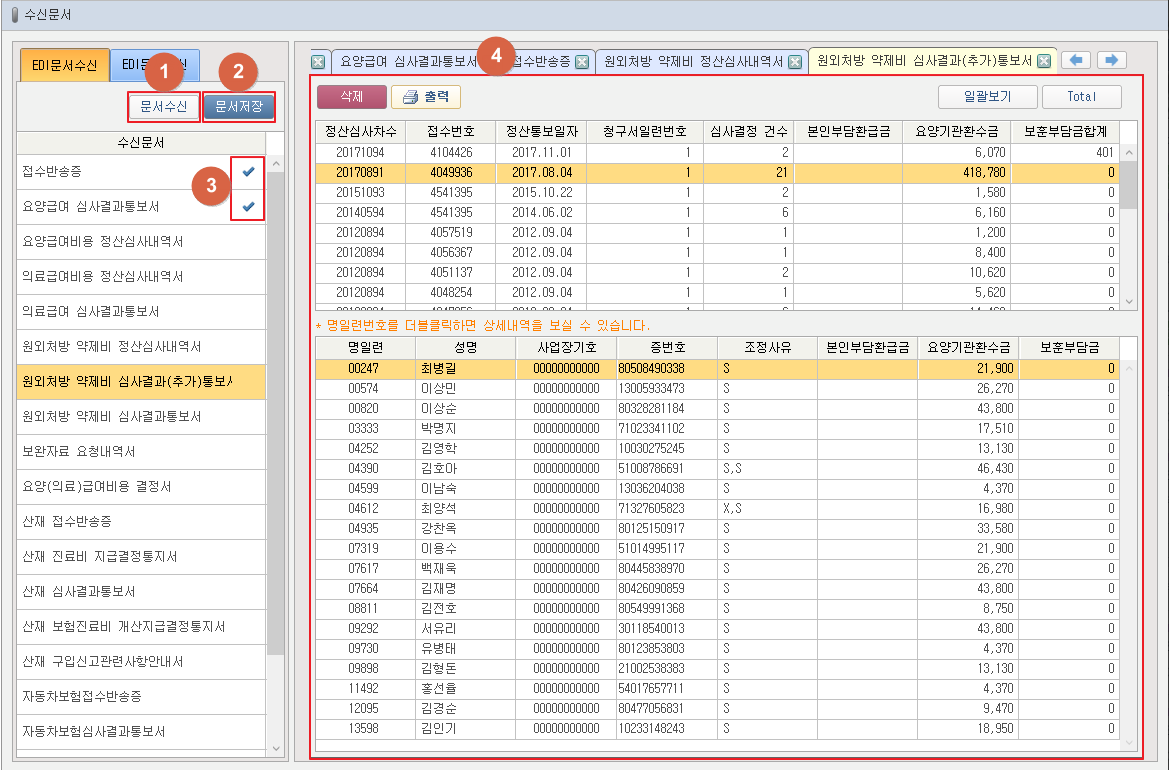 수신문서
EDI문서수신
1
2
4
3
문서수신 문서저장
수신문서
접수반송증
요양급여 심사결과통보서
요양급여비용 정산심사내역서
의료급여비용 정산심사내역서
의료급여 심사결과통보서
원외처방 약제비 정산심사내역서
원외처방 약제비 심사결과(추가)통보서
원외처방 약제비 심사결과통보서
보완자료 요청내역서
요양(의료)급여비용 결정서
산재 접수반송증
산재 진료비 지급결정통지서
산재 심사결과통보서
산재 보험진료비 개산지급결정통지서
산재 구입신고관련사항안내서
자동차보험접수반송증
자동차보험심사결과통보서
요양급여 심사결과통보서 접수반송증 원외처방 약제비 정산심사내역서 원외처방 약제비 심사결과(추가)통보서
삭제 출력 일괄보기 Total
정산심사차수 접수번호 정산통보일자 청구서일련번호 심사결정 건수 본인부담환급금 요양기관환수금 보훈부담금합계
20171094 4104426 2017.11.01 1 2 6,070 401
20170891 4049936 2017.08.04 1 21 418,780 0
20151093 4541395 2015.10.22 1 2 1,580 0
20140594 4541395 2014.06.02 1 6 6,160 0
20120894 4057519 2012.09.04 1 1 1,200 0
20120894 4056367 2012.09.04 1 1 8,400 0
20120894 4051137 2012.09.04 1 2 10,620 0
20120894 4048254 2012.09.04 1 1 5,620 0
* 명일련번호를 더블클릭하면 상세내역을 보실 수 있습니다.
명일련 성명 사업장기호 증번호 조정사유 본인부담환급금 요양기관환수금 보훈부담금
00247 최병길 00000000000 80508490338 S 21,900 0
00574 이상민 00000000000 13005933473 S 26,270 0
00820 이상순 00000000000 80328281184 S 43,800 0
03333 박명지 00000000000 71023341102 S 17,510 0
04252 김영학 00000000000 10030275245 S 13,130 0
04390 김호아 00000000000 51008786691 S,S 46,430 0
04599 이남숙 00000000000 13036204038 S 4,370 0
04612 최양석 00000000000 71327605823 X,S 16,980 0
04935 강찬옥 00000000000 80125150917 S 33,580 0
07319 이용수 00000000000 51014995117 S 21,900 0
07617 백재욱 00000000000 80445838970 S 26,270 0
07664 김재명 00000000000 80426090859 S 43,800 0
08811 김전호 00000000000 80549991368 S 8,750 0
09292 서유리 00000000000 30118540013 S 43,800 0
09730 유병태 00000000000 80123853803 S 4,370 0
09898 김형돈 00000000000 21002538383 S 13,130 0
11492 홍선율 00000000000 54017657711 S 4,370 0
12095 김경순 00000000000 80477056831 S 9,470 0
13598 김인기 00000000000 10233148243 S 18,950 0